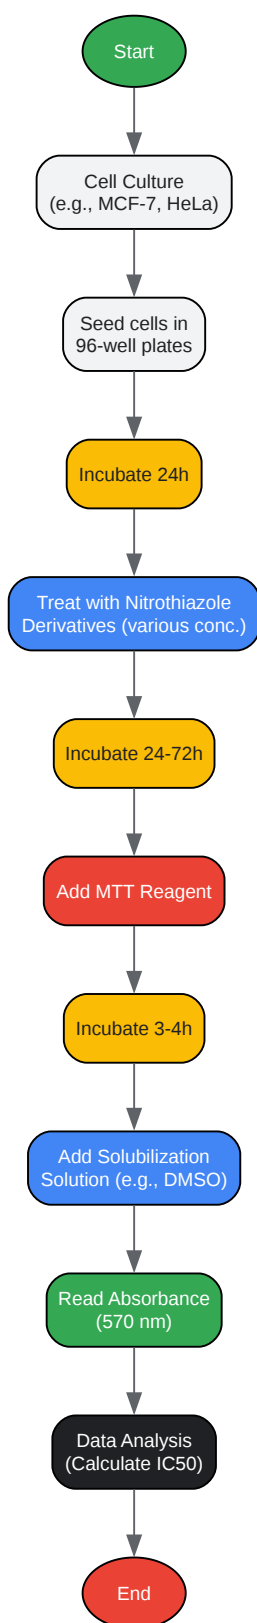 Start
Cell Culture
(e.g., MCF-7, HeLa)
Seed cells in
96-well plates
Incubate 24h
Treat with Nitrothiazole
Derivatives (various conc.)
Incubate 24-72h
Add MTT Reagent
Incubate 3-4h
Add Solubilization
Solution (e.g., DMSO)
Read Absorbance
(570 nm)
Data Analysis
(Calculate IC50)
End